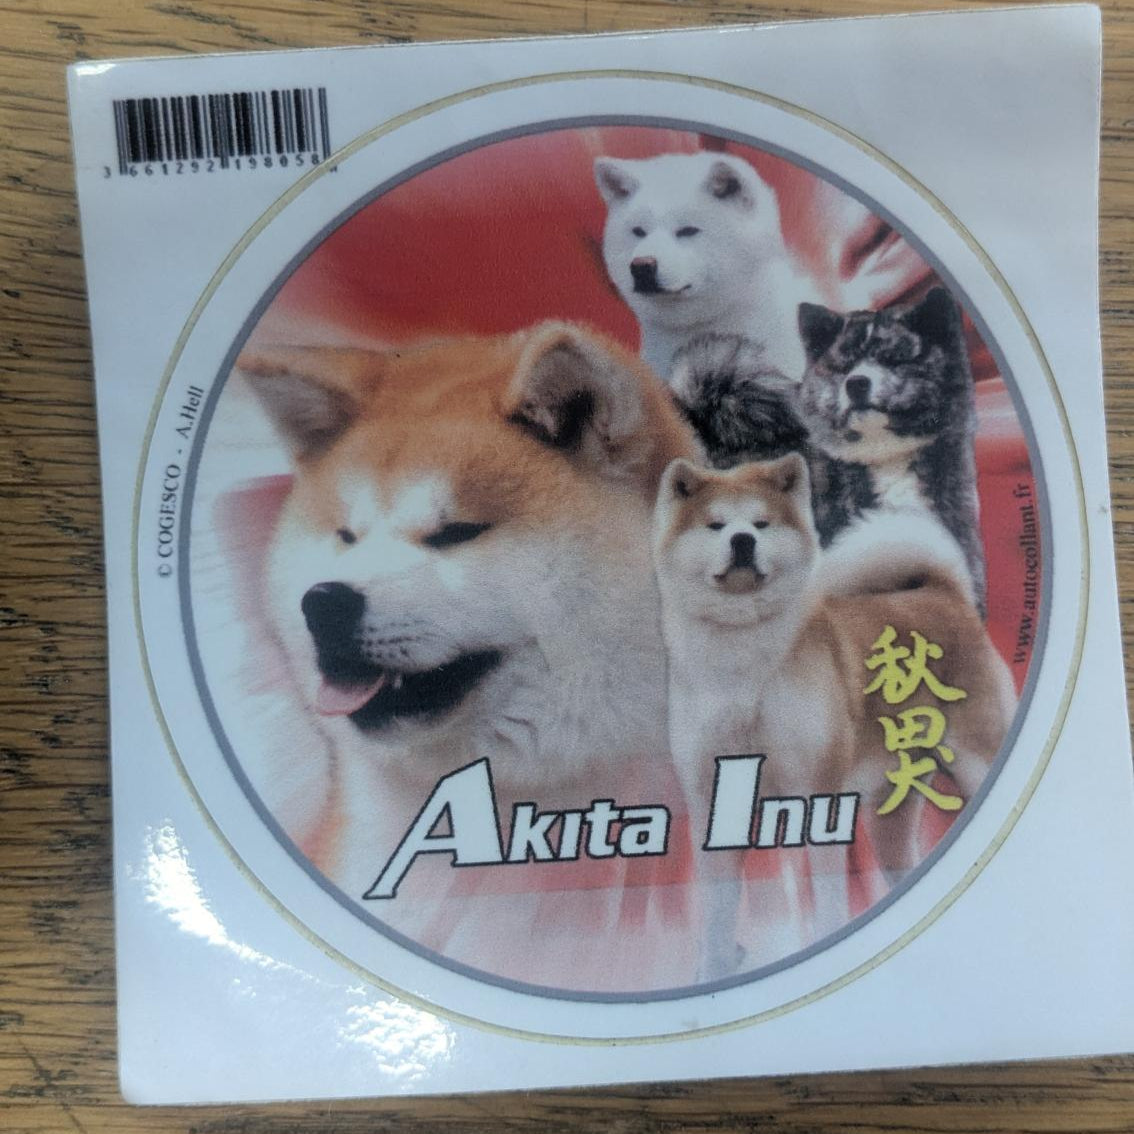 3 661292 198058
© COGESCO - A.Hell
www.autocollant.fr
秋田犬
Akita Inu